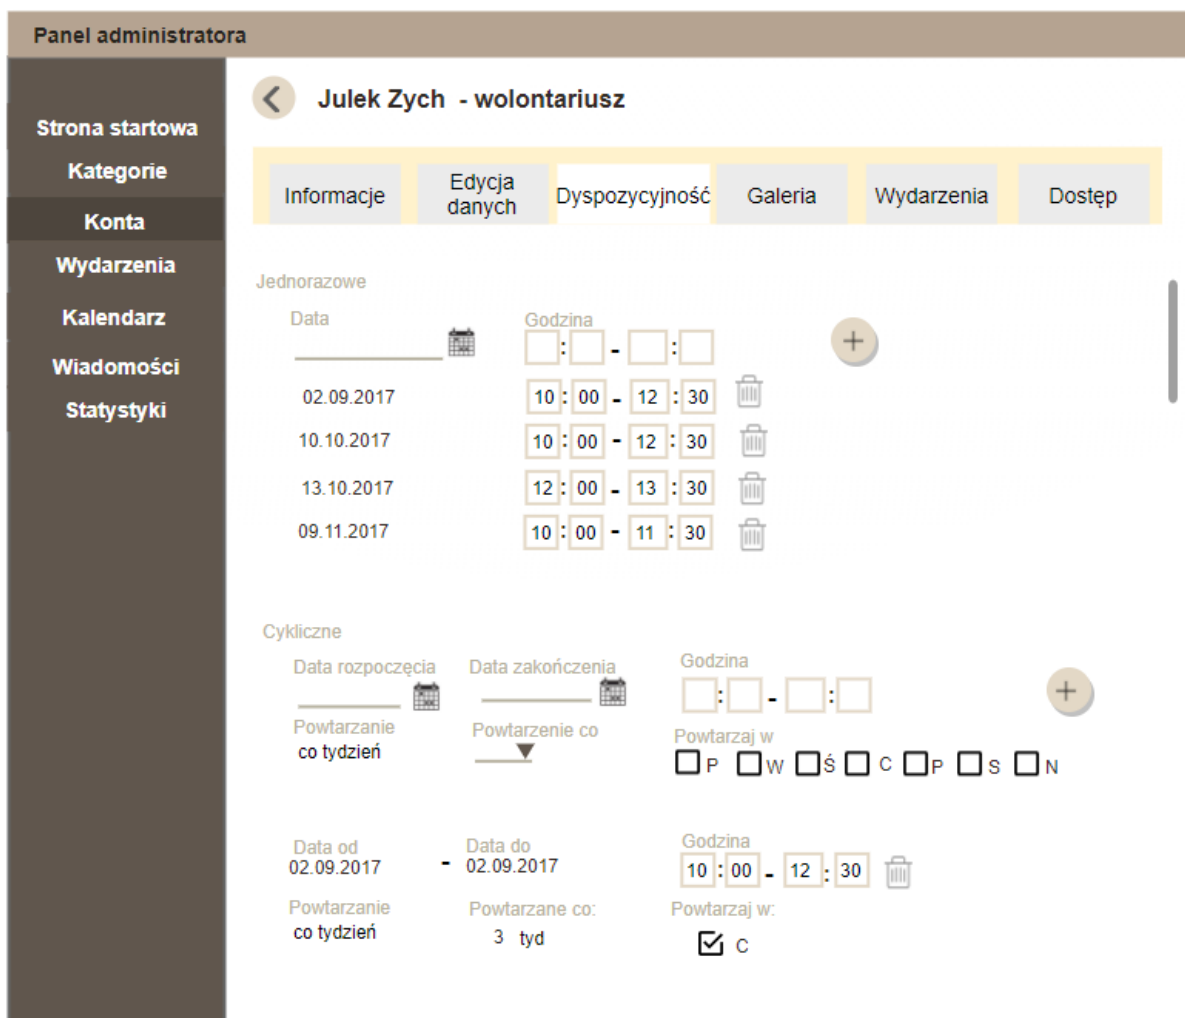 Panel administratora
Strona startowa
Kategorie
Konta
Wydarzenia
Kalendarz
Wiadomości
Statystyki
Julek Zych - wolontariusz
Informacje
Edycja
danych
Dyspozycyjność
Galeria
Wydarzenia
Dostęp
Jednorazowe
Data
Godzina
: - :
02.09.2017 10 : 00 - 12 : 30
10.10.2017 10 : 00 - 12 : 30
13.10.2017 12 : 00 - 13 : 30
09.11.2017 10 : 00 - 11 : 30
Cykliczne
Data rozpoczęcia
Data zakończenia
Godzina
: - :
Powtarzanie
co tydzień
Powtarzenie co
Powtarzaj w
P W Ś C P S N
Data od
02.09.2017
-
Data do
02.09.2017
Godzina
10 : 00 - 12 : 30
Powtarzanie
co tydzień
Powtarzane co:
3 tyd
Powtarzaj w:
C